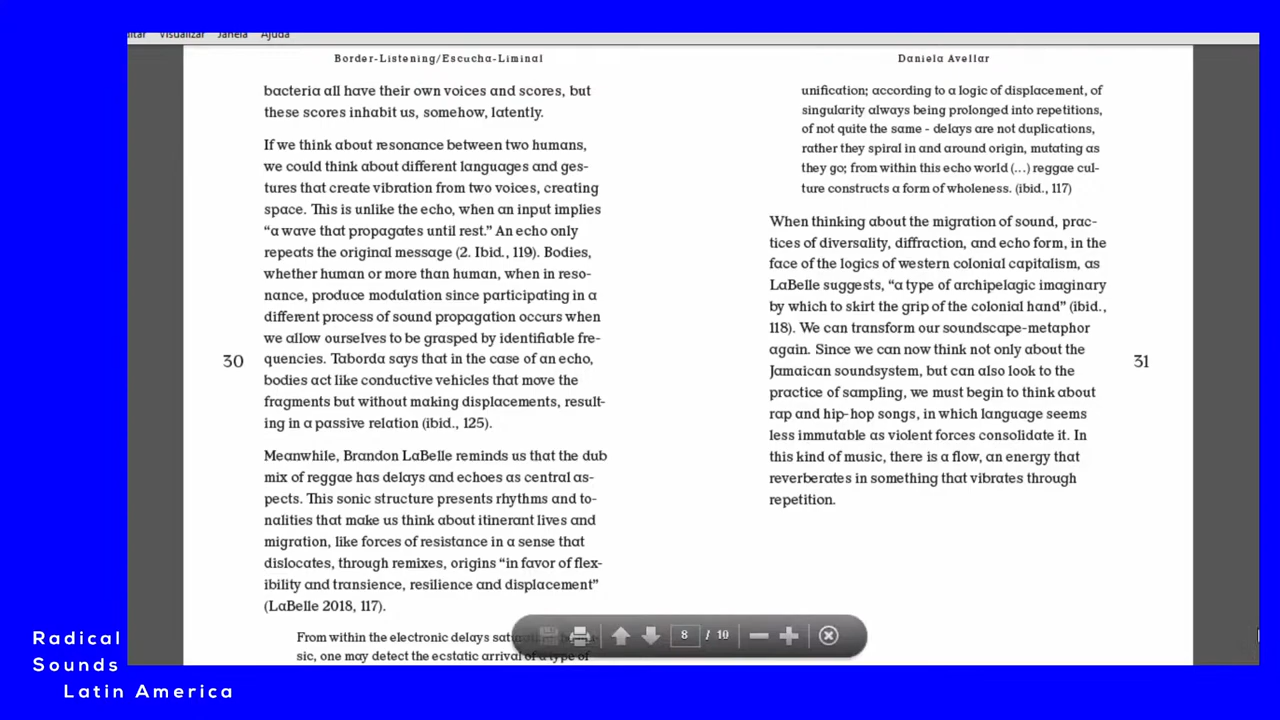 Visualizar Janela Ajuda
Border-Listening/Escucha-Liminal
bacteria all have their own voices and scores, but
these scores inhabit us, somehow, latently.
If we think about resonance between two humans,
we could think about different languages and ges-
tures that create vibration from two voices, creating
space. This is unlike the echo, when an input implies
“a wave that propagates until rest.” An echo only
repeats the original message (2. Ibid., 119). Bodies,
whether human or more than human, when in reso-
nance, produce modulation since participating in a
different process of sound propagation occurs when
we allow ourselves to be grasped by identifiable fre-
quencies. Taborda says that in the case of an echo,
bodies act like conductive vehicles that move the
fragments but without making displacements, result-
ing in a passive relation (ibid., 125).
Meanwhile, Brandon LaBelle reminds us that the dub
mix of reggae has delays and echoes as central as-
pects. This sonic structure presents rhythms and to-
nalities that make us think about itinerant lives and
migration, like forces of resistance in a sense that
dislocates, through remixes, origins “in favor of flex-
ibility and transience, resilience and displacement”
(LaBelle 2018, 117).
From within the electronic delays
sic, one may detect the ecstatic arrival of a type of
30
Daniela Avellar
unification; according to a logic of displacement, of
singularity always being prolonged into repetitions,
of not quite the same - delays are not duplications,
rather they spiral in and around origin, mutating as
they go; from within this echo world (...) reggae cul-
ture constructs a form of wholeness. (ibid., 117)
When thinking about the migration of sound, prac-
tices of diversality, diffraction, and echo form, in the
face of the logics of western colonial capitalism, as
LaBelle suggests, “a type of archipelagic imaginary
by which to skirt the grip of the colonial hand” (ibid.,
118). We can transform our soundscape-metaphor
again. Since we can now think not only about the
Jamaican soundsystem, but can also look to the
practice of sampling, we must begin to think about
rap and hip-hop songs, in which language seems
less immutable as violent forces consolidate it. In
this kind of music, there is a flow, an energy that
reverberates in something that vibrates through
repetition.
31
8 / 10
Radical
Sounds
Latin America